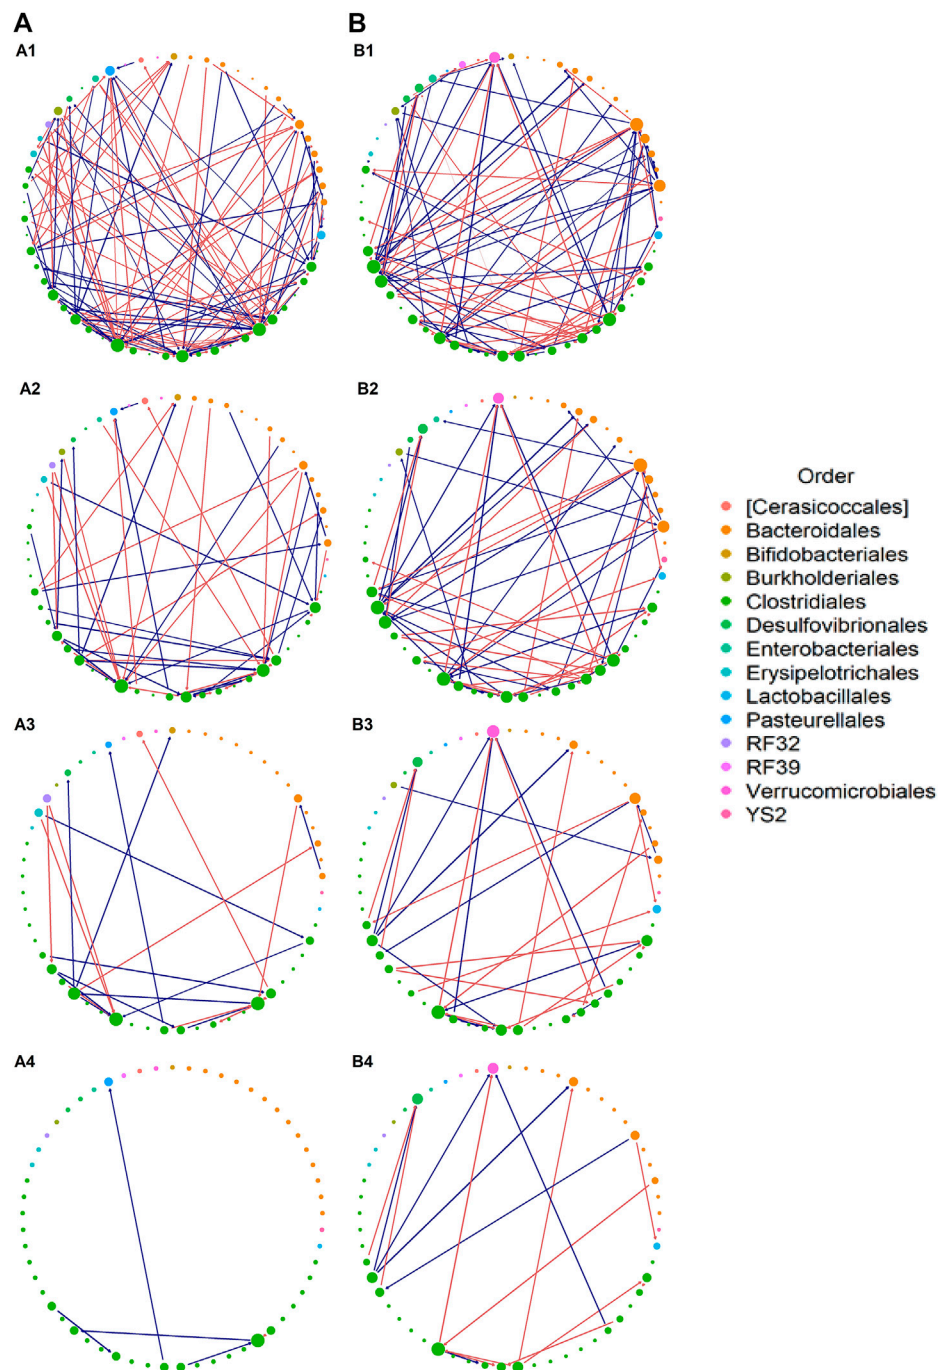 A B
A1 B1
A2 B2
Order
[Cerasicoccales]
Bacteroidales
Bifidobacteriales
Burkholderiales
Clostridiales
Desulfovibrionales
Enterobacteriales
Erysipelotrichales
Lactobacillales
Pasteurellales
RF32
RF39
Verrucomicrobiales
YS2
A3 B3
A4 B4